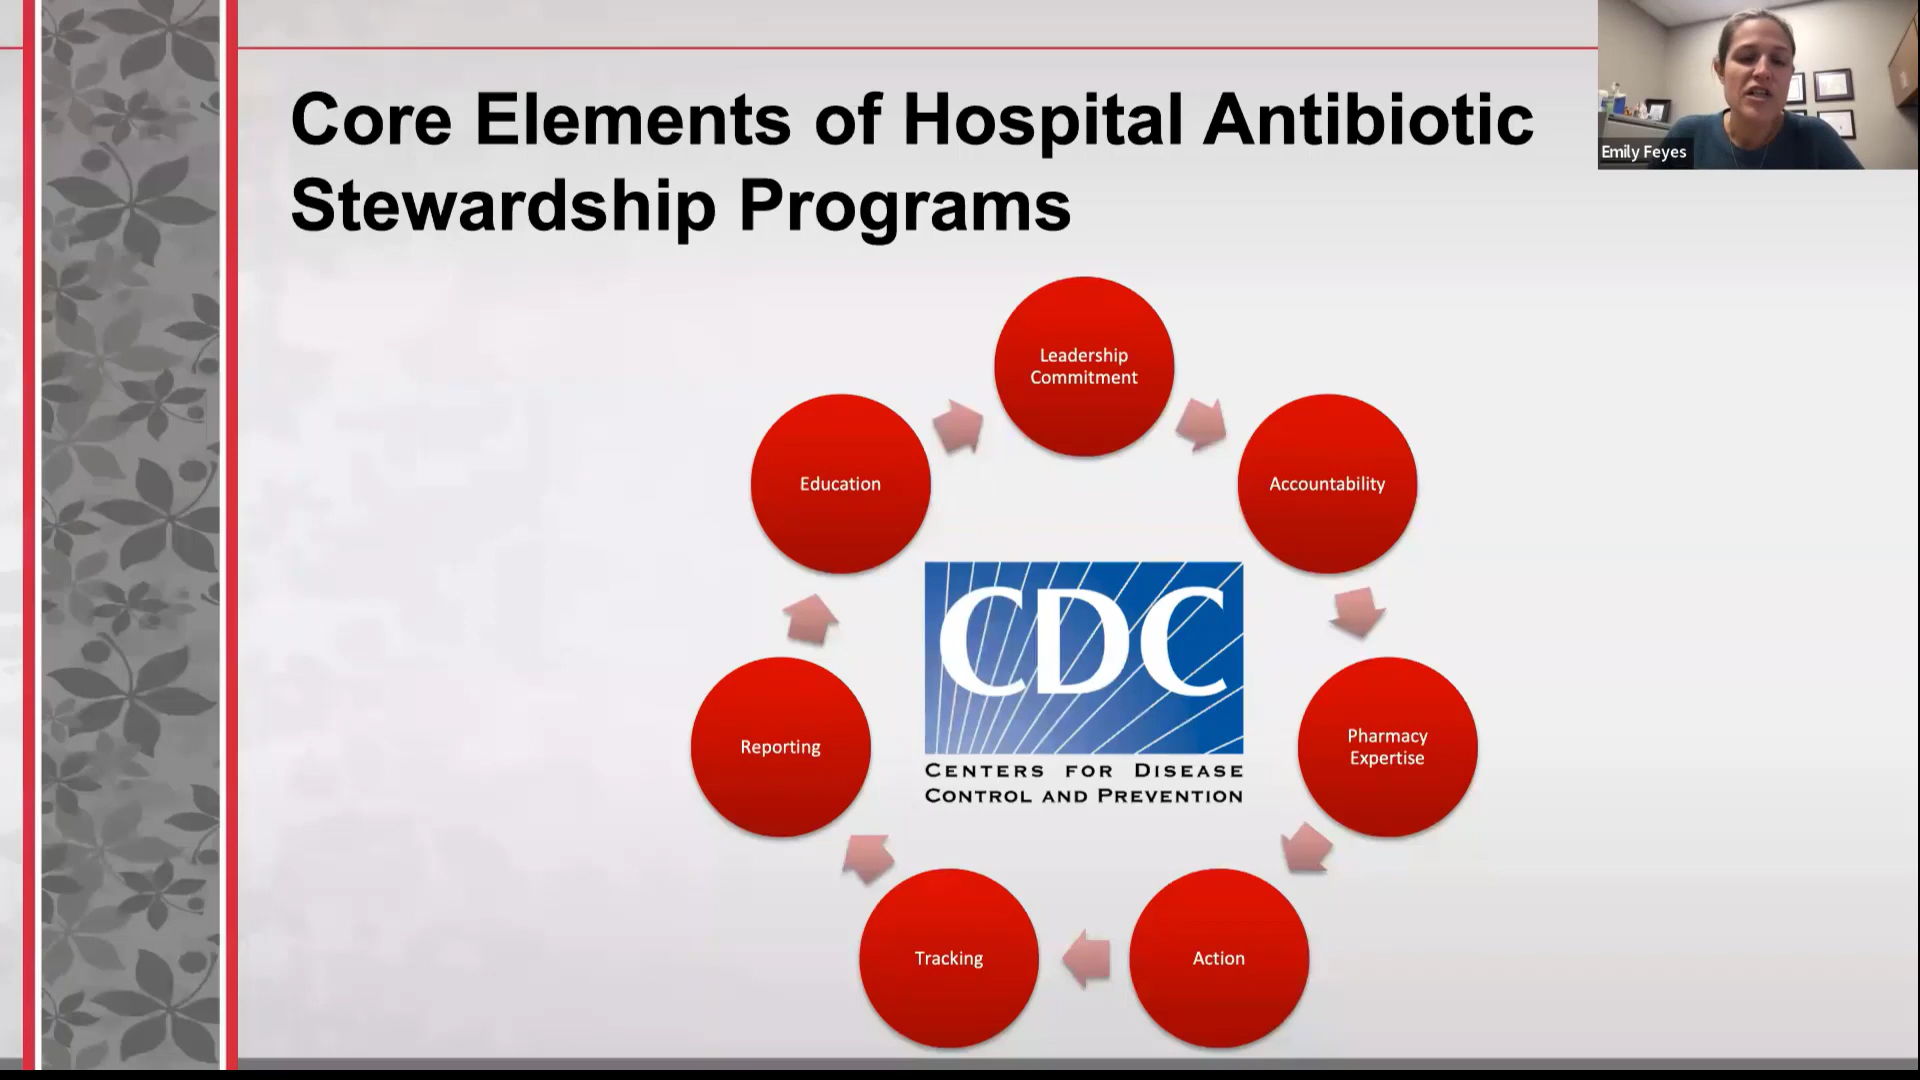 Core Elements of Hospital Antibiotic
Stewardship Programs
Emily Feyes
Leadership
Commitment
Accountability
Pharmacy
Expertise
Action
Tracking
Reporting
Education
CDC
CENTERS FOR DISEASE
CONTROL AND PREVENTION